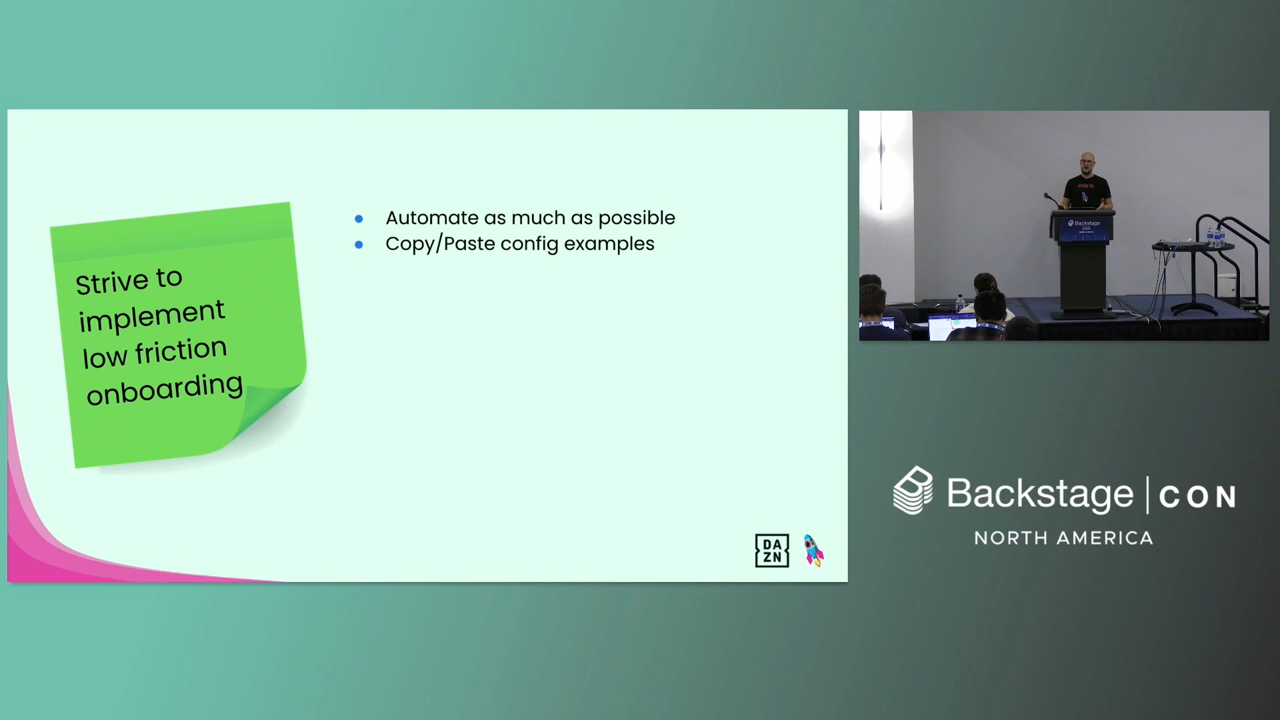 Strive to
implement
low friction
onboarding
Automate as much as possible
Copy/Paste config examples
DA
ZN
Backstage
Backstage | CON
NORTH AMERICA